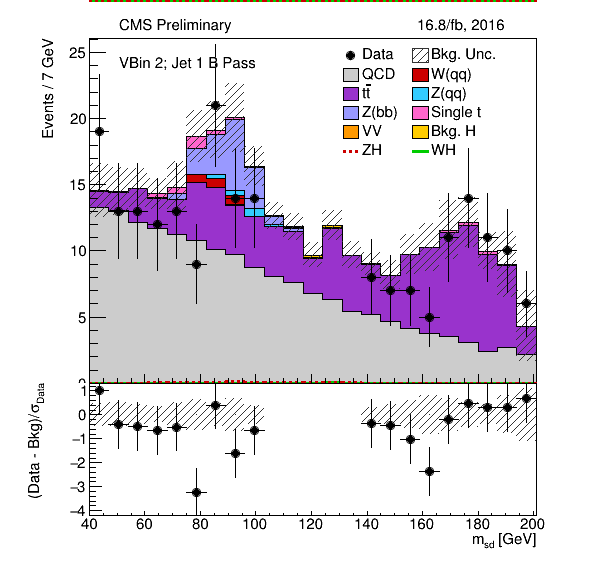 CMS Preliminary 16.8/fb, 2016
VBin 2; Jet 1 B Pass
Data
Bkg. Unc.
QCD
W(qq)
tt̅
Z(qq)
Z(bb)
Single t
VV
Bkg. H
ZH
WH
Events / 7 GeV
25
20
15
10
5
(Data - Bkg)/σData
1
0
−1
−2
−3
−4
40 60 80 100 120 140 160 180 200
msd [GeV]